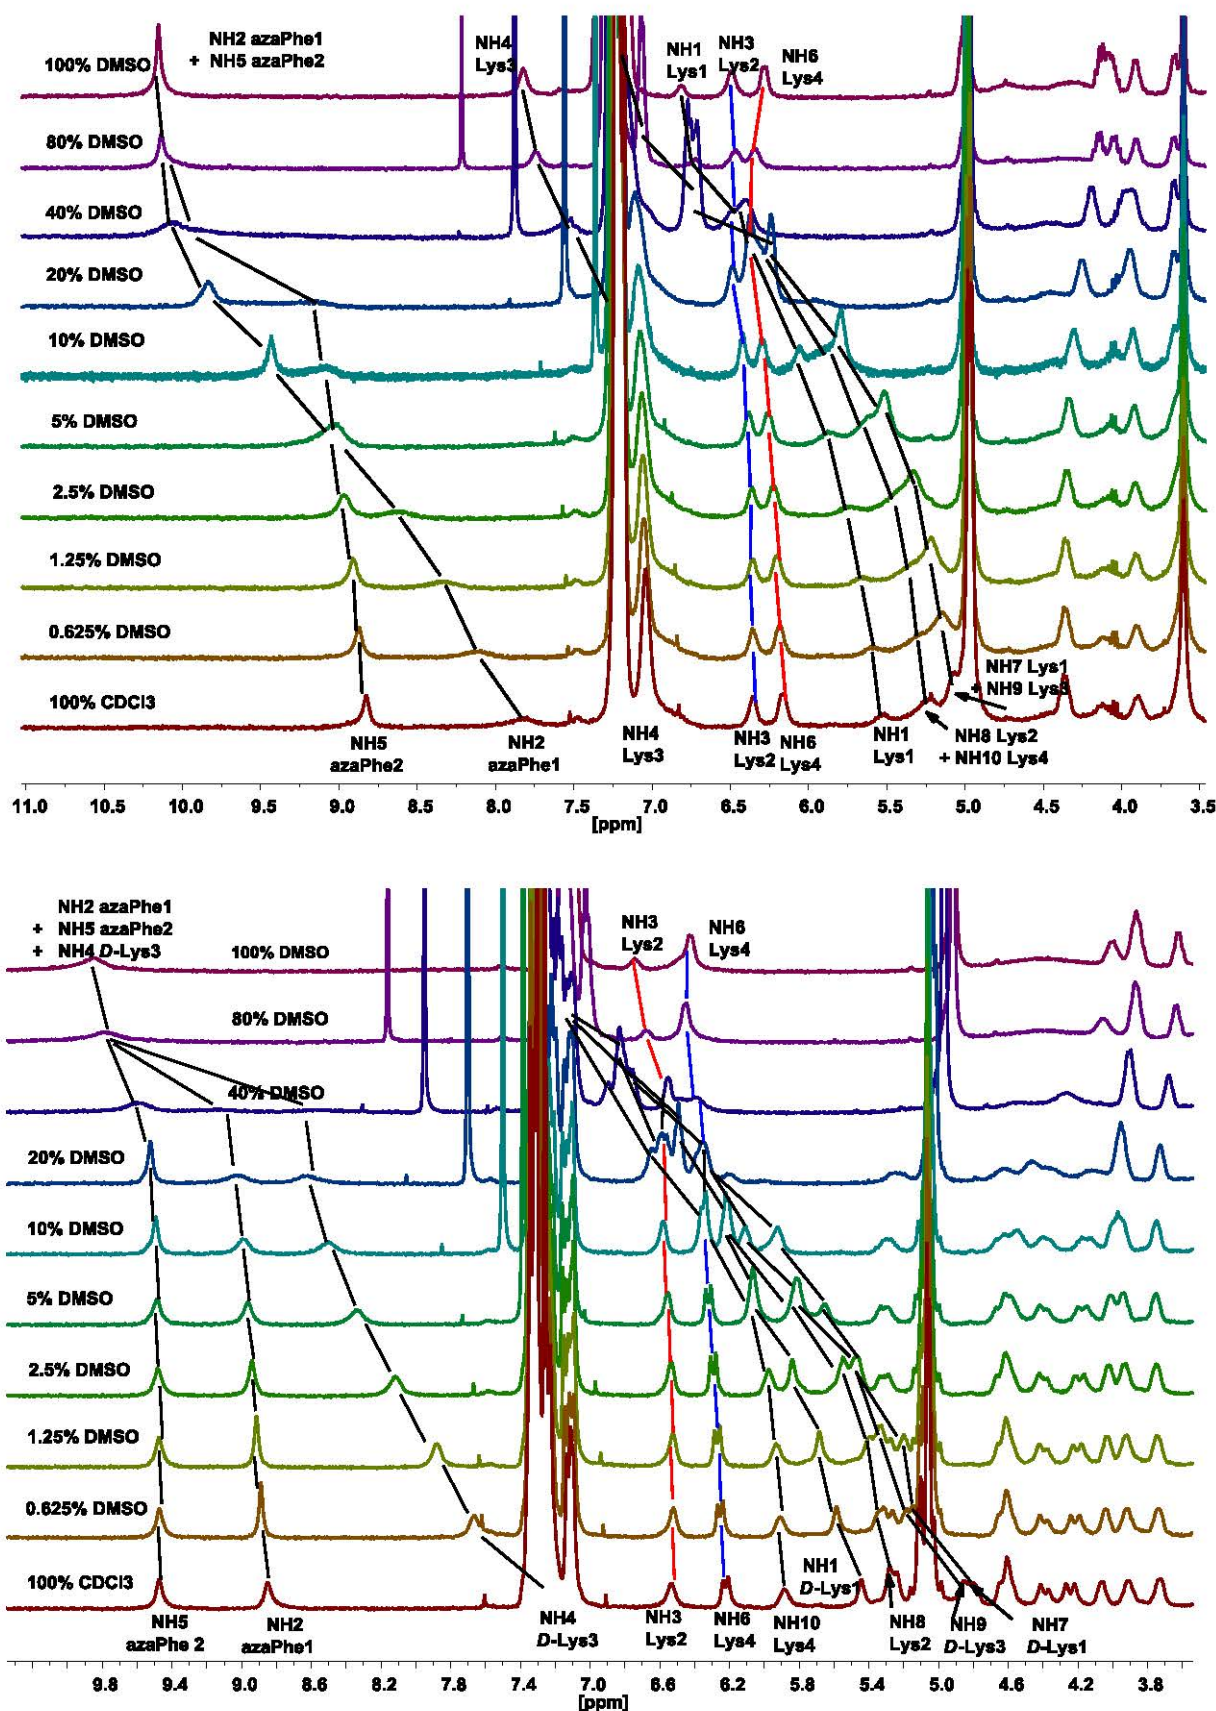 NH2 azaPhe1
+ NH5 azaPhe2
100% DMSO
NH4
Lys3
NH1
Lys1
NH3
Lys2
NH6
Lys4
80% DMSO
40% DMSO
20% DMSO
10% DMSO
5% DMSO
2.5% DMSO
1.25% DMSO
0.625% DMSO
100% CDCl3
NH7 Lys1
+ NH9 Lys3
NH5
azaPhe2
NH2
azaPhe1
NH4
Lys3
NH3
Lys2
NH6
Lys4
NH1
Lys1
NH8 Lys2
+ NH10 Lys4
11.0 10.5 10.0 9.5 9.0 8.5 8.0 7.5 7.0 6.5 6.0 5.5 5.0 4.5 4.0 3.5
[ppm]
NH2 azaPhe1
+ NH5 azaPhe2
+ NH4 D-Lys3
100% DMSO
NH3
Lys2
NH6
Lys4
80% DMSO
40% DMSO
20% DMSO
10% DMSO
5% DMSO
2.5% DMSO
1.25% DMSO
0.625% DMSO
100% CDCl3
NH1
D-Lys1
NH5
azaPhe 2
NH2
azaPhe1
NH4
D-Lys3
NH3
Lys2
NH6
Lys4
NH10
Lys4
NH8
Lys2
NH9
D-Lys3
NH7
D-Lys1
9.8 9.4 9.0 8.6 8.2 7.8 7.4 7.0 6.6 6.2 5.8 5.4 5.0 4.6 4.2 3.8
[ppm]